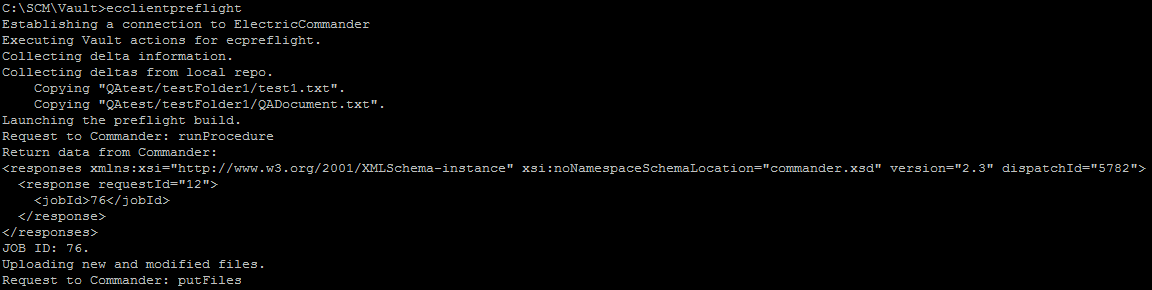 C:\SCM\Vault>ecclientpreflight
Establishing a connection to ElectricCommander
Executing Vault actions for ecpreflight.
Collecting delta information.
Collecting deltas from local repo.
    Copying "QAtest/testFolder1/test1.txt".
    Copying "QAtest/testFolder1/QADocument.txt".
Launching the preflight build.
Request to Commander: runProcedure
Return data from Commander:
<responses xmlns:xsi="http://www.w3.org/2001/XMLSchema-instance" xsi:noNamespaceSchemaLocation="commander.xsd" version="2.3" dispatchId="5782">
  <response requestId="12">
    <jobId>76</jobId>
  </response>
</responses>
JOB ID: 76.
Uploading new and modified files.
Request to Commander: putFiles